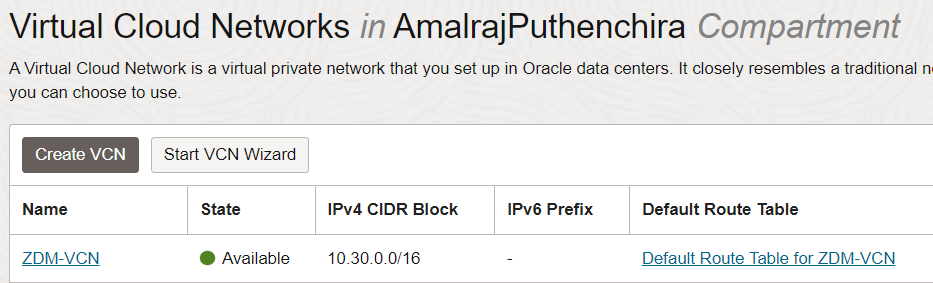 Virtual Cloud Networks in AmalrajPuthenchira Compartment
A Virtual Cloud Network is a virtual private network that you set up in Oracle data centers. It closely resembles a traditional
you can choose to use.
Create VCN Start VCN Wizard
Name State IPv4 CIDR Block IPv6 Prefix Default Route Table
ZDM-VCN Available 10.30.0.0/16 - Default Route Table for ZDM-VCN